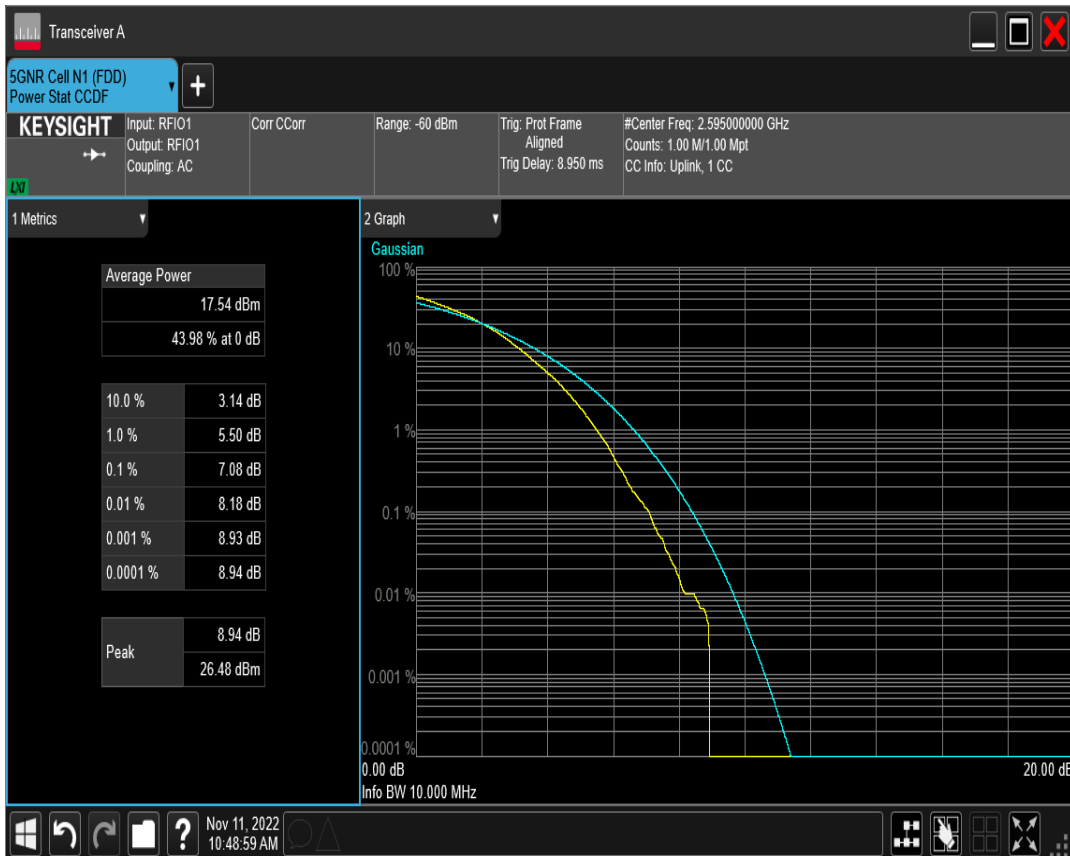 Transceiver A
5GNR Cell N1 (FDD)
Power Stat CCDF
+
KEYSIGHT
LXI
Input: RFIO1
Output: RFIO1
Coupling: AC
Corr CCorr
Range: -60 dBm
Trig: Prot Frame
Aligned
Trig Delay: 8.950 ms
#Center Freq: 2.595000000 GHz
Counts: 1.00 M/1.00 Mpt
CC Info: Uplink, 1 CC
1 Metrics
Average Power
17.54 dBm
43.98 % at 0 dB
10.0 % 3.14 dB
1.0 % 5.50 dB
0.1 % 7.08 dB
0.01 % 8.18 dB
0.001 % 8.93 dB
0.0001 % 8.94 dB
Peak
8.94 dB
26.48 dBm
2 Graph
Gaussian
100 %
10 %
1 %
0.1 %
0.01 %
0.001 %
0.0001 %
0.00 dB
20.00 dB
Info BW 10.000 MHz
?
Nov 11, 2022
10:48:59 AM